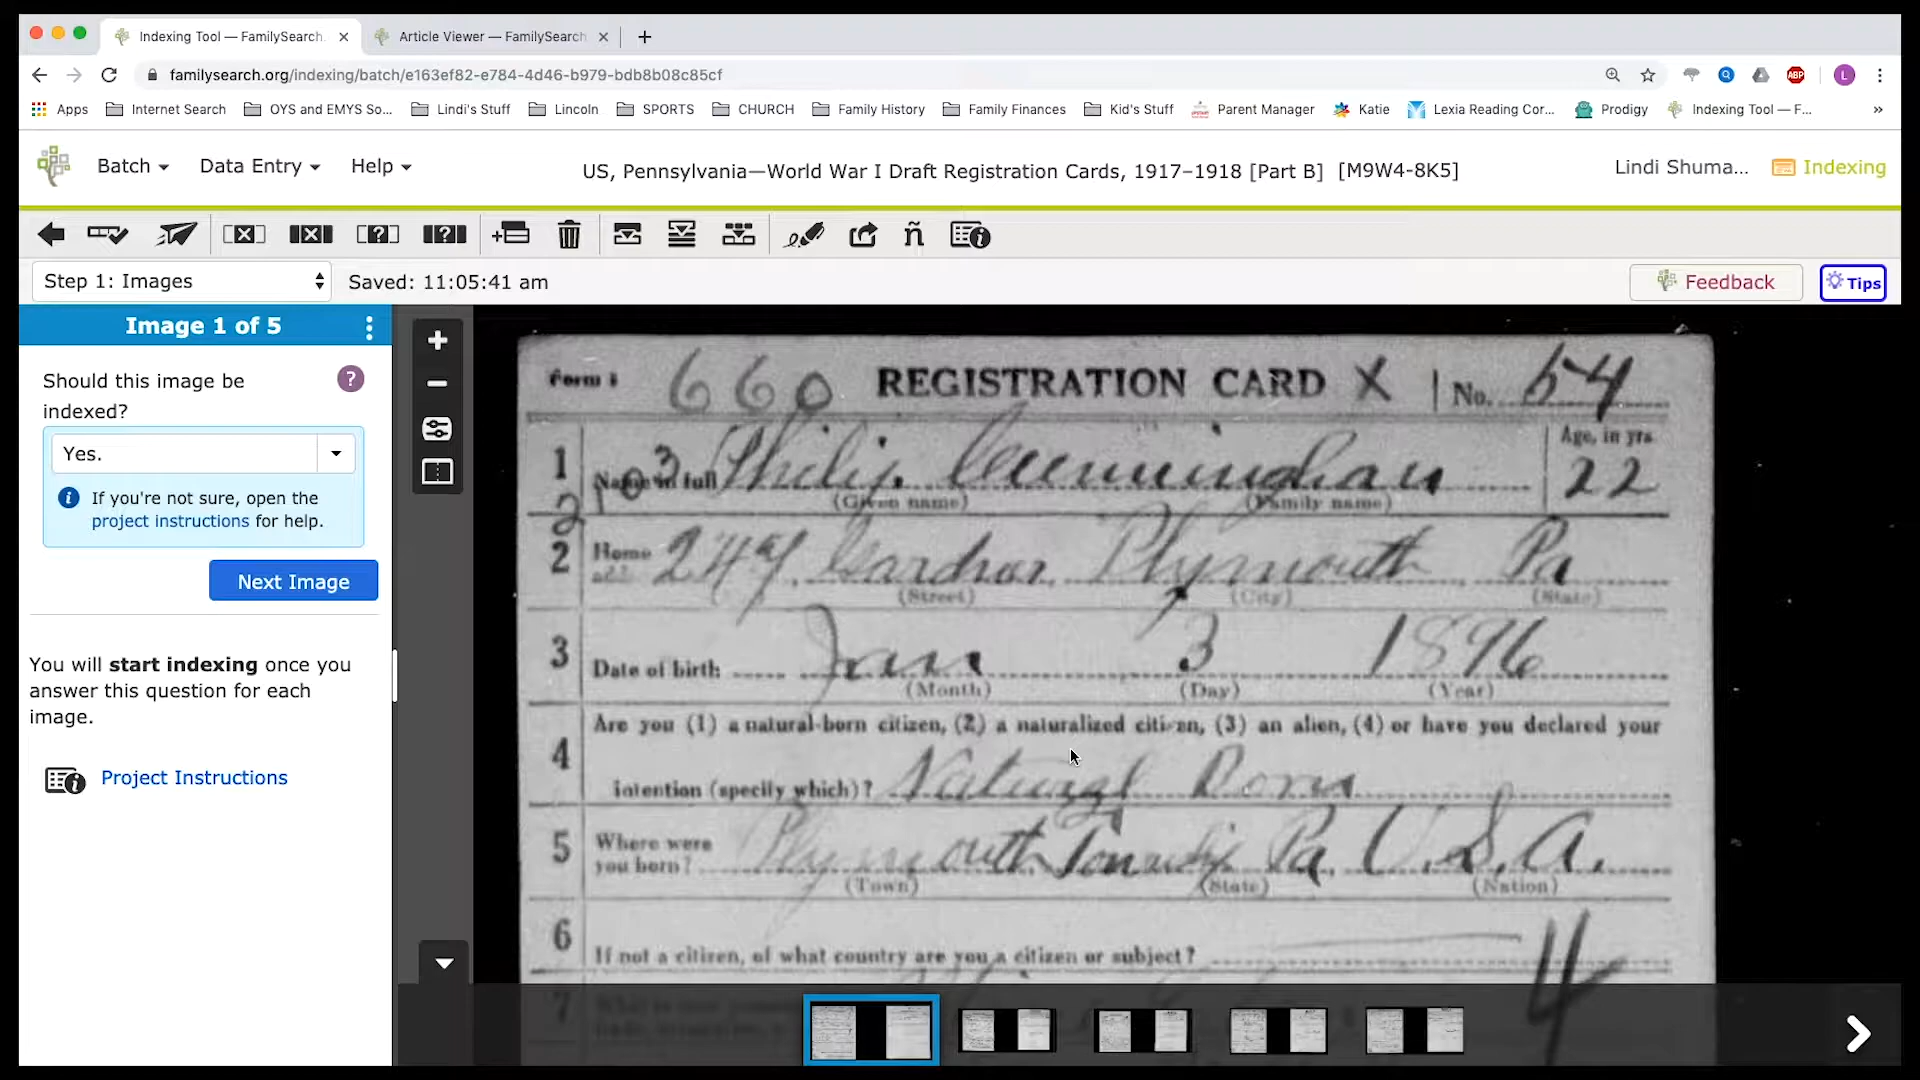 Indexing Tool — FamilySearch
Article Viewer — FamilySearch
familysearch.org/indexing/batch/e163ef82-e784-4d46-b979-bdb8b08c85cf
ABP
L
Apps Internet Search OYS and EMYS So... Lindi's Stuff Lincoln SPORTS CHURCH Family History Family Finances Kid's Stuff Parent Manager Katie Lexia Reading Cor... Prodigy Indexing Tool — F... »
Batch Data Entry Help US, Pennsylvania—World War I Draft Registration Cards, 1917–1918 [Part B] [M9W4-8K5] Lindi Shuma... Indexing
ñ
Step 1: Images Saved: 11:05:41 am Feedback Tips
Image 1 of 5
Should this image be
indexed?
Yes.
If you're not sure, open the
project instructions for help.
Next Image
You will start indexing once you
answer this question for each
image.
Project Instructions
Form 1 660 REGISTRATION CARD X No. 54
1 Name in full 3 Philip Cunningham Age, in yrs. 22
(Given name) (Family name)
2 Home 247 Gardner Plymouth Pa
(Street) (City) (State)
3 Date of birth Jan 3 1896
(Month) (Day) (Year)
4 Are you (1) a natural-born citizen, (2) a naturalized citizen, (3) an alien, (4) or have you declared your
intention (specify which)? Natural Born
5 Where were you born? Plymouth Township Pa. U.S.A.
(Town) (State) (Nation)
6 If not a citizen, of what country are you a citizen or subject?
4
7